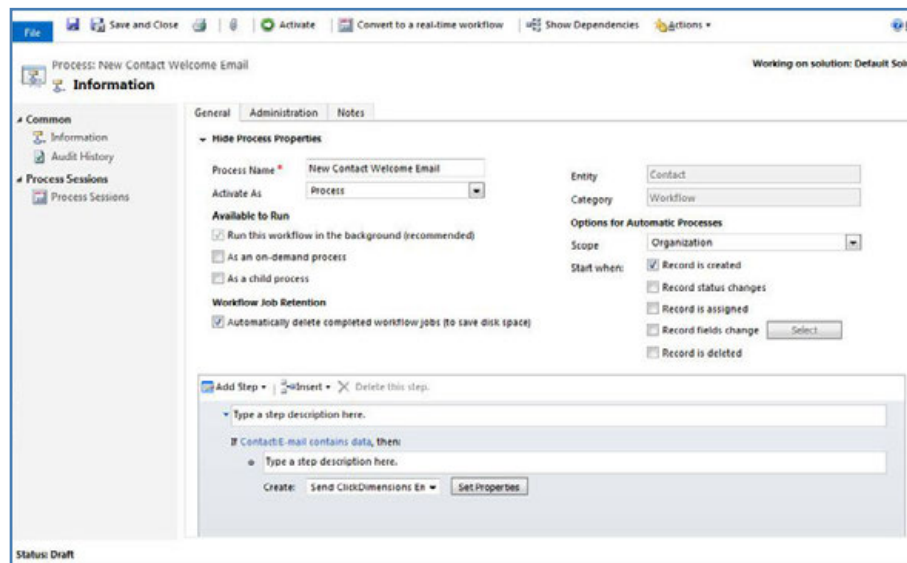 File Save and Close Activate Convert to a real-time workflow Show Dependencies Actions
Process: New Contact Welcome Email
Information
Working on solution: Default Solu
Common
Information
Audit History
Process Sessions
Process Sessions
General Administration Notes
Hide Process Properties
Process Name * New Contact Welcome Email
Activate As Process
Available to Run
Run this workflow in the background (recommended)
As an on-demand process
As a child process
Workflow Job Retention
Automatically delete completed workflow jobs (to save disk space)
Entity Contact
Category Workflow
Options for Automatic Processes
Scope Organization
Start when: Record is created
Record status changes
Record is assigned
Record fields change Select
Record is deleted
Add Step Insert Delete this step.
Type a step description here.
If Contact:E-mail contains data, then:
Type a step description here.
Create: Send ClickDimensions Em Set Properties
Status: Draft